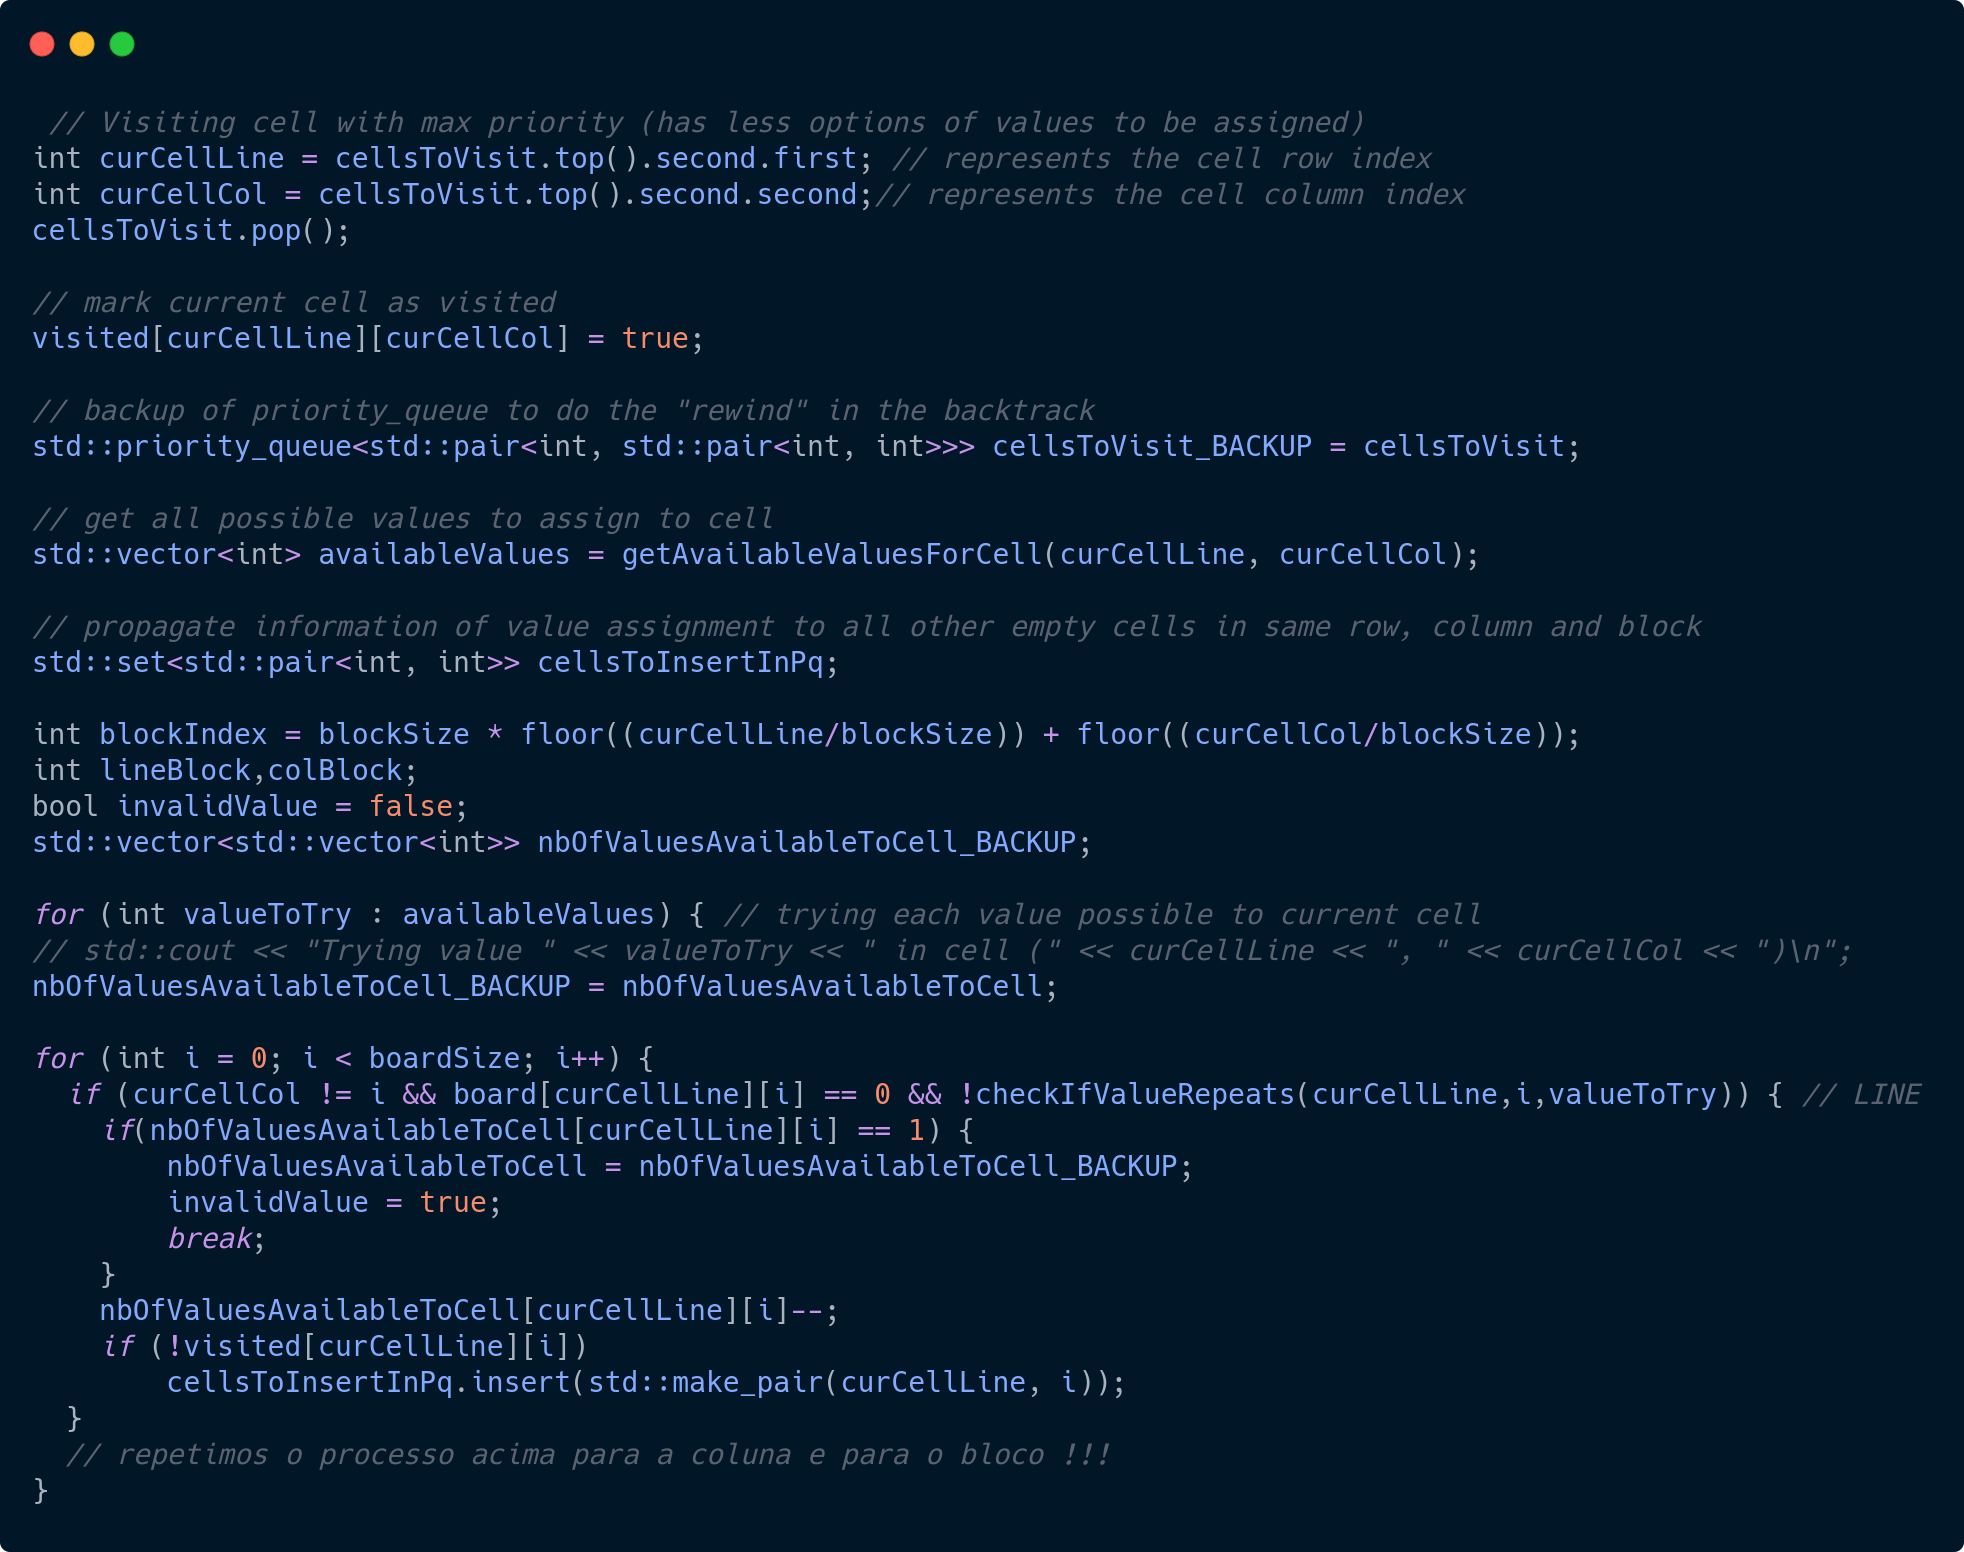 // Visiting cell with max priority (has less options of values to be assigned)
int curCellLine = cellsToVisit.top().second.first; // represents the cell row index
int curCellCol = cellsToVisit.top().second.second;// represents the cell column index
cellsToVisit.pop();

// mark current cell as visited
visited[curCellLine][curCellCol] = true;

// backup of priority_queue to do the "rewind" in the backtrack
std::priority_queue<std::pair<int, std::pair<int, int>>> cellsToVisit_BACKUP = cellsToVisit;

// get all possible values to assign to cell
std::vector<int> availableValues = getAvailableValuesForCell(curCellLine, curCellCol);

// propagate information of value assignment to all other empty cells in same row, column and block
std::set<std::pair<int, int>> cellsToInsertInPq;

int blockIndex = blockSize * floor((curCellLine/blockSize)) + floor((curCellCol/blockSize));
int lineBlock,colBlock;
bool invalidValue = false;
std::vector<std::vector<int>> nbOfValuesAvailableToCell_BACKUP;

for (int valueToTry : availableValues) { // trying each value possible to current cell
// std::cout << "Trying value " << valueToTry << " in cell (" << curCellLine << ", " << curCellCol << ")\n";
nbOfValuesAvailableToCell_BACKUP = nbOfValuesAvailableToCell;

for (int i = 0; i < boardSize; i++) {
  if (curCellCol != i && board[curCellLine][i] == 0 && !checkIfValueRepeats(curCellLine,i,valueToTry)) { // LINE
    if(nbOfValuesAvailableToCell[curCellLine][i] == 1) {
        nbOfValuesAvailableToCell = nbOfValuesAvailableToCell_BACKUP;
        invalidValue = true;
        break;
    }
    nbOfValuesAvailableToCell[curCellLine][i]--;
    if (!visited[curCellLine][i])
        cellsToInsertInPq.insert(std::make_pair(curCellLine, i));
  }
  // repetimos o processo acima para a coluna e para o bloco !!!
}